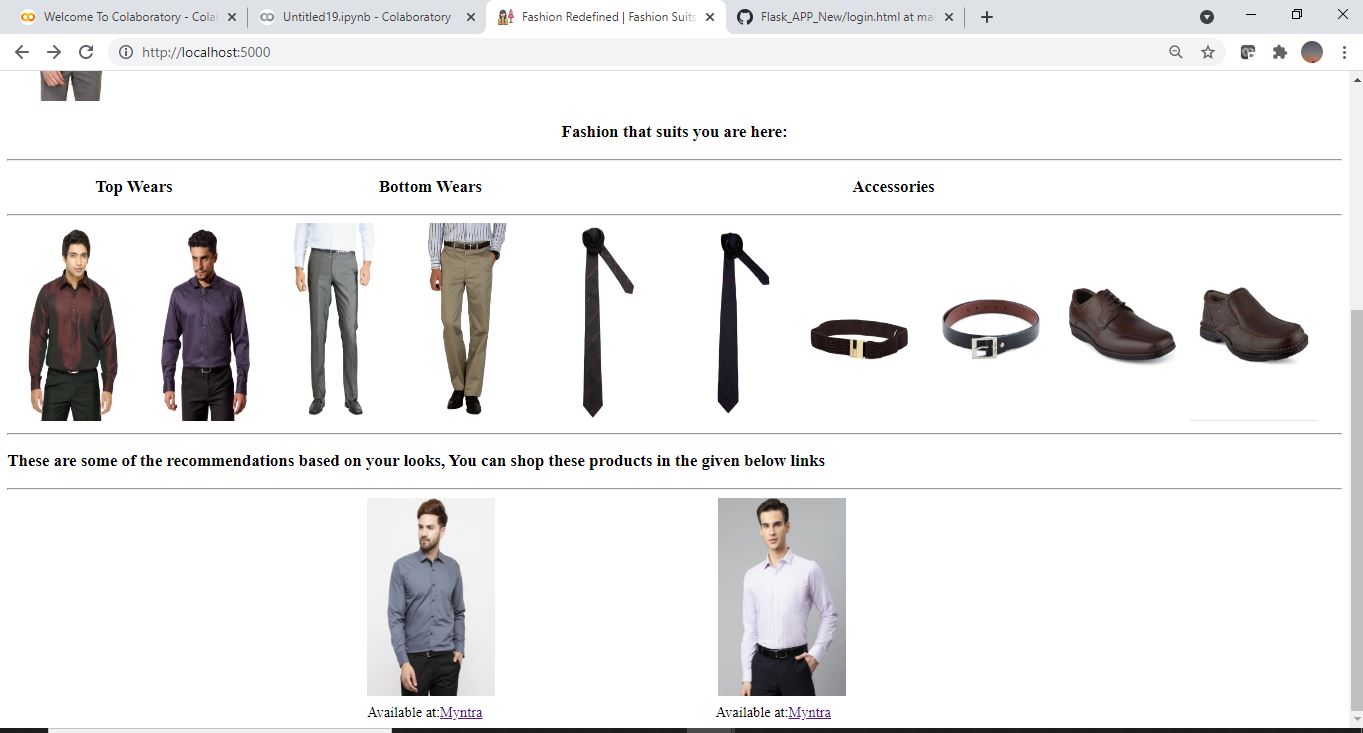 Welcome To Colaboratory - Cola
Untitled19.ipynb - Colaboratory
Fashion Redefined | Fashion Suits
Flask_APP_New/login.html at ma
http://localhost:5000
Fashion that suits you are here:
Top Wears
Bottom Wears
Accessories
These are some of the recommendations based on your looks, You can shop these products in the given below links
Available at:Myntra
Available at:Myntra